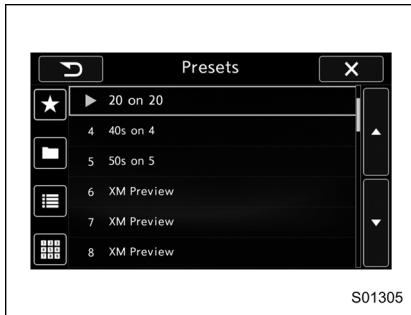 Presets
20 on 20
4 40s on 4
5 50s on 5
6 XM Preview
7 XM Preview
8 XM Preview
S01305